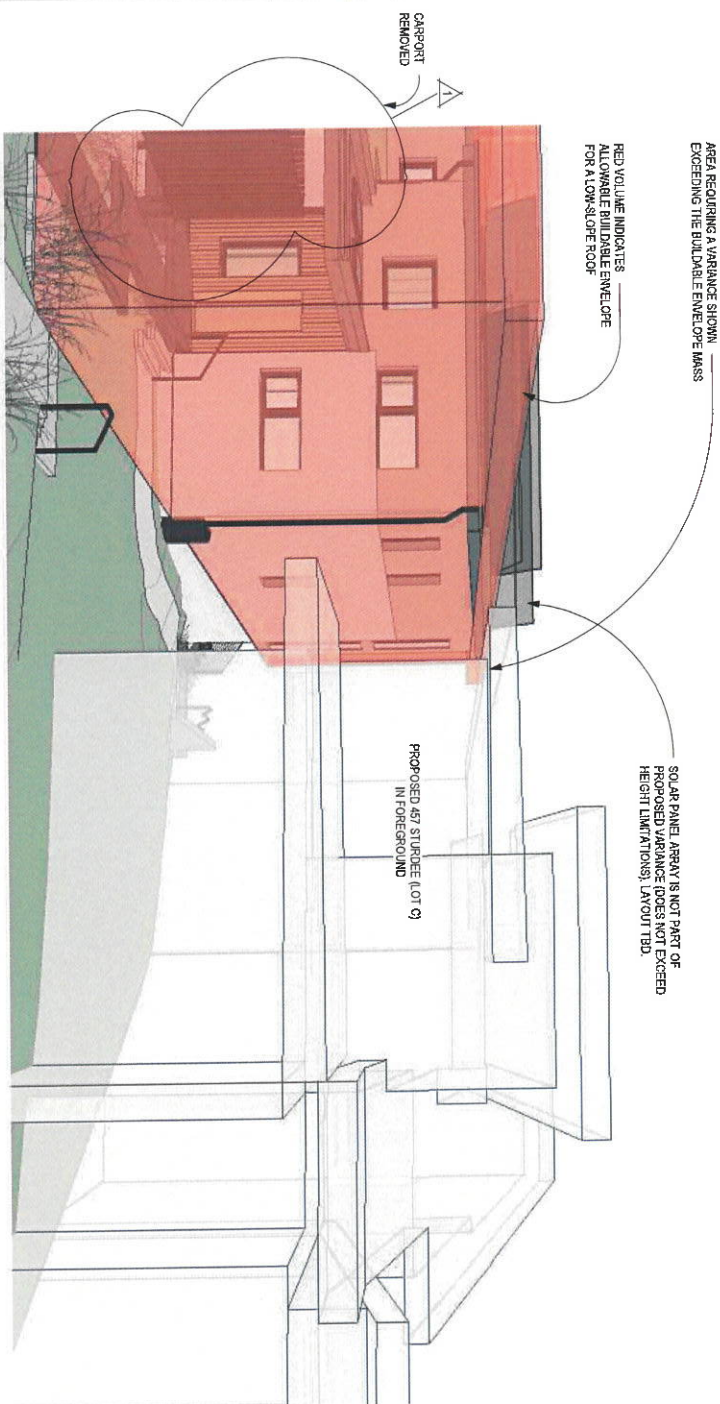 CARPORT
REMOVED
1
RED VOLUME INDICATES
ALLOWABLE BUILDABLE ENVELOPE
FOR A LOW-SLOPE ROOF
AREA REQUIRING A VARIANCE SHOWN
EXCEEDING THE BUILDABLE ENVELOPE MASS
SOLAR PANEL ARRAY IS NOT PART OF
PROPOSED VARIANCE (DOES NOT EXCEED
HEIGHT LIMITATIONS). LAYOUT TBD.
PROPOSED 457 STURDEE (LOT C)
IN FOREGROUND